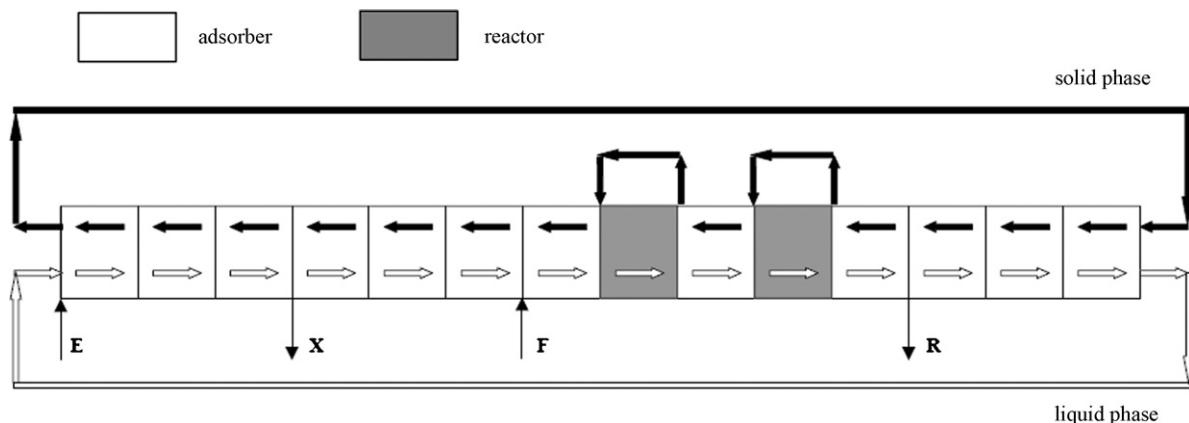 adsorber
reactor
solid phase
E
X
F
R
liquid phase